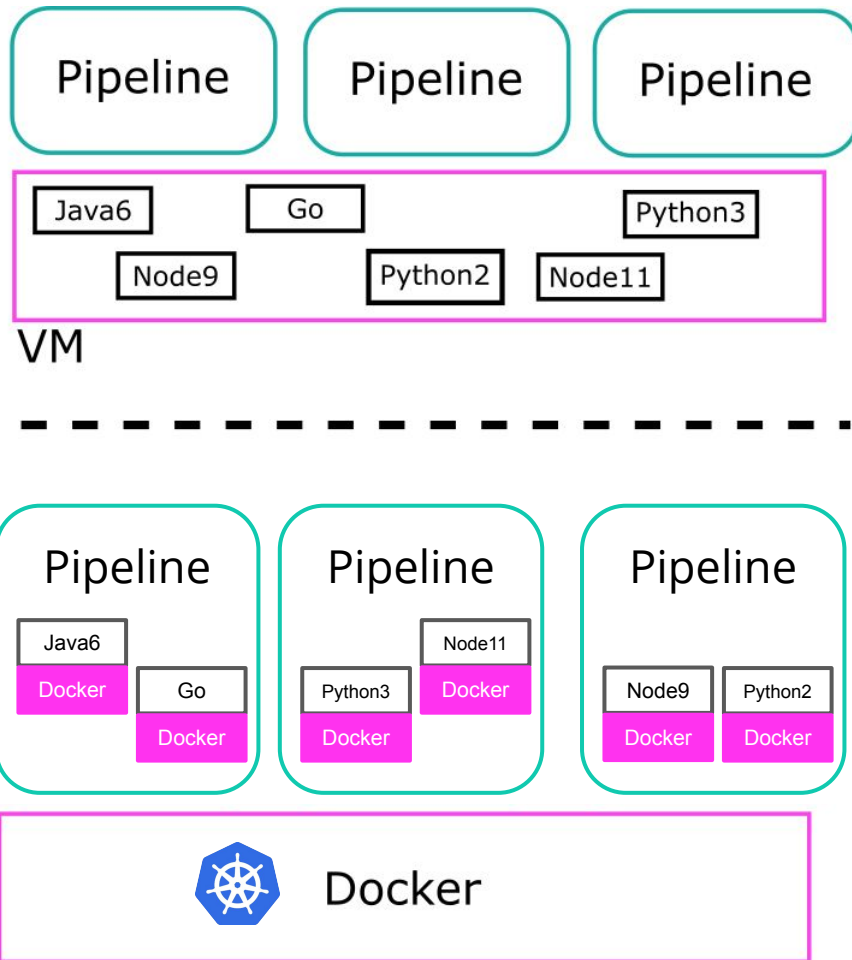 Pipeline Pipeline Pipeline
Java6 Go Python3
Node9 Python2 Node11
VM
Pipeline Pipeline Pipeline
Java6 Node11
Docker Go Python3 Docker Node9 Python2
Docker Docker Docker Docker
Docker